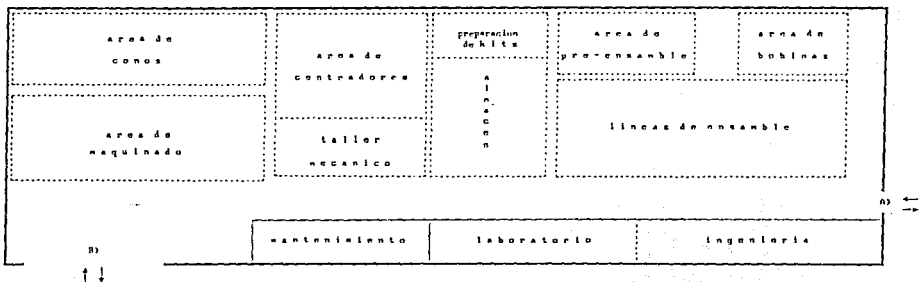 area de
conos
area de
contradores
preparacion
de kits
area de
pre-ensamble
area de
bobinas
almacen
area de
maquinado
taller
mecanico
lineas de ensamble
A)
B)
mantenimiento
laboratorio
ingenieria